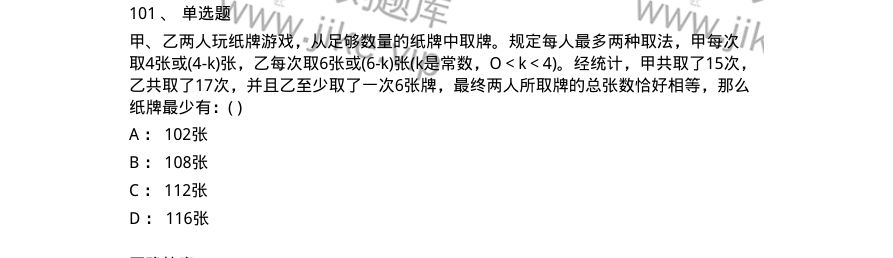 101 、 单选题
甲、乙两人玩纸牌游戏，从足够数量的纸牌中取牌。规定每人最多两种取法，甲每次
取4张或(4-k)张，乙每次取6张或(6-k)张(k是常数，O < k < 4)。经统计，甲共取了15次，
乙共取了17次，并且乙至少取了一次6张牌，最终两人所取牌的总张数恰好相等，那么
纸牌最少有：( )
A ： 102张
B ： 108张
C ： 112张
D ： 116张